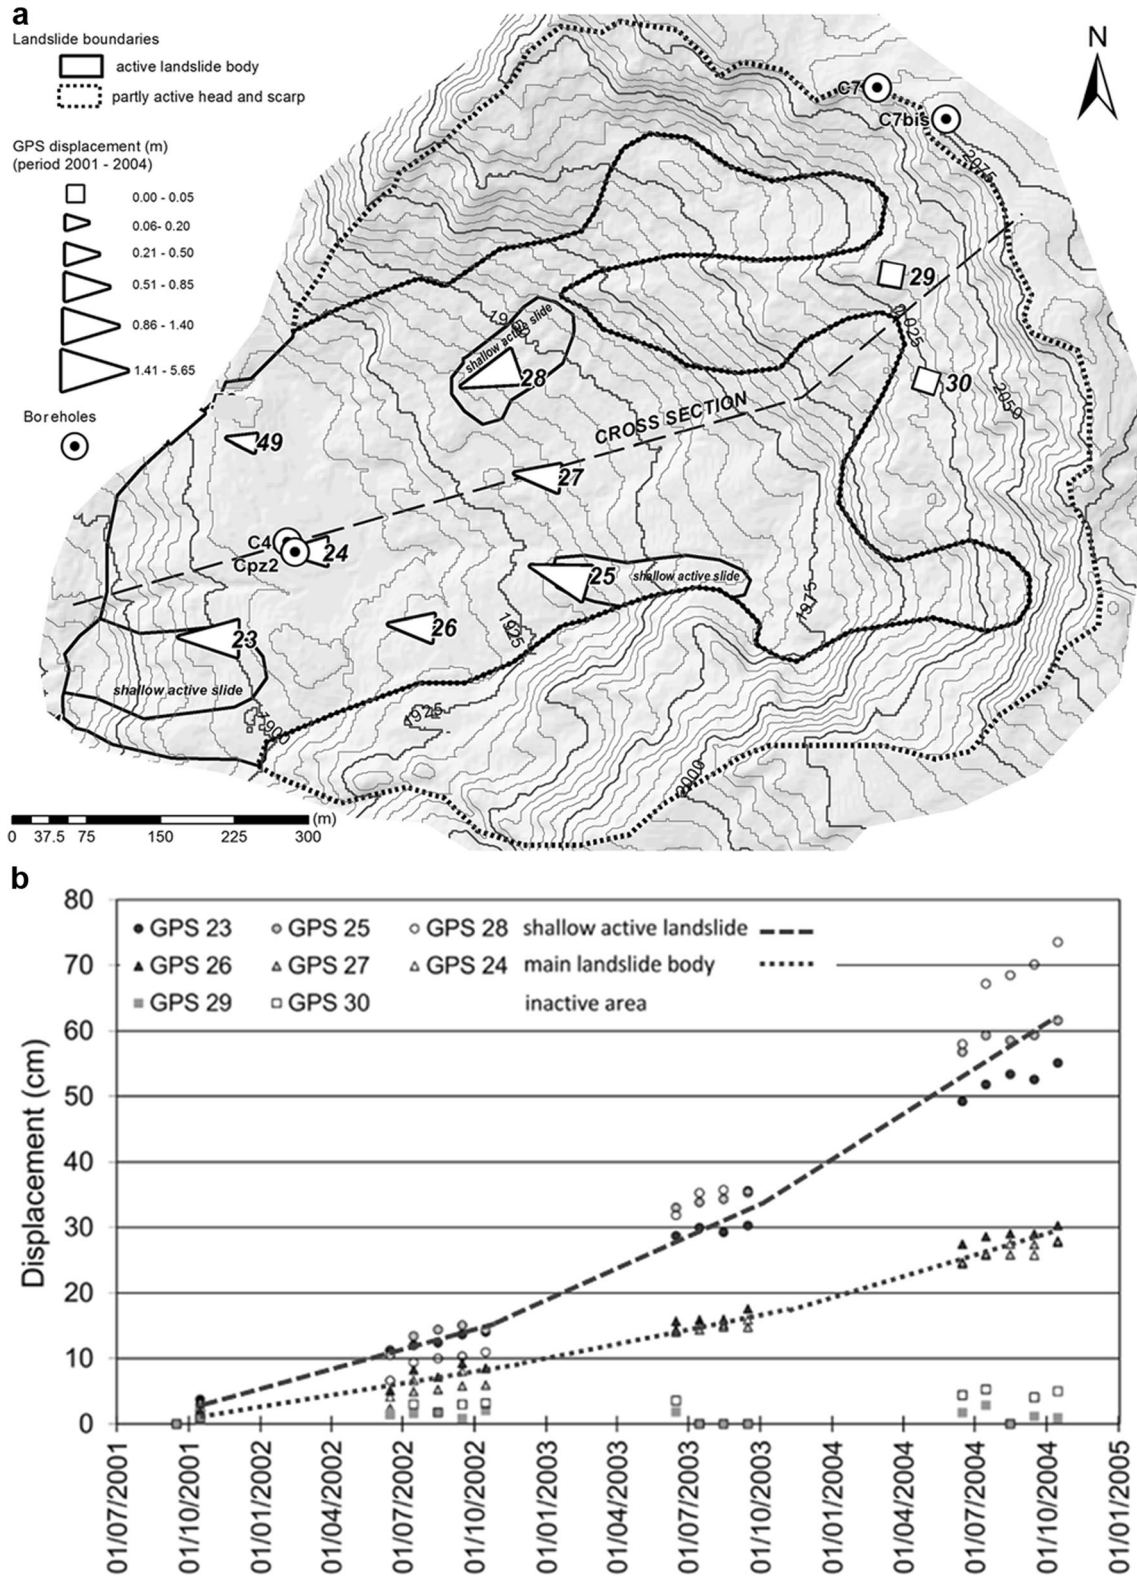 a
Landslide boundaries
active landslide body
partly active head and scarp
GPS displacement (m)
(period 2001 - 2004)
0.00 - 0.05
0.06- 0.20
0.21 - 0.50
0.51 - 0.85
0.86 - 1.40
1.41 - 5.65
Boreholes
N
C7
C7bis
2075
29
2025
30
2050
shallow active slide
28
CROSS SECTION
49
27
C4
Cpz2
24
25
shallow active slide
1975
26
1925
23
shallow active slide
1925
1900
2000
0 37.5 75 150 225 300 (m)
b
Displacement (cm)
80
70
60
50
40
30
20
10
0
GPS 23 GPS 25 GPS 28 shallow active landslide
GPS 26 GPS 27 GPS 24 main landslide body
GPS 29 GPS 30 inactive area
01/07/2001
01/10/2001
01/01/2002
01/04/2002
01/07/2002
01/10/2002
01/01/2003
01/04/2003
01/07/2003
01/10/2003
01/01/2004
01/04/2004
01/07/2004
01/10/2004
01/01/2005